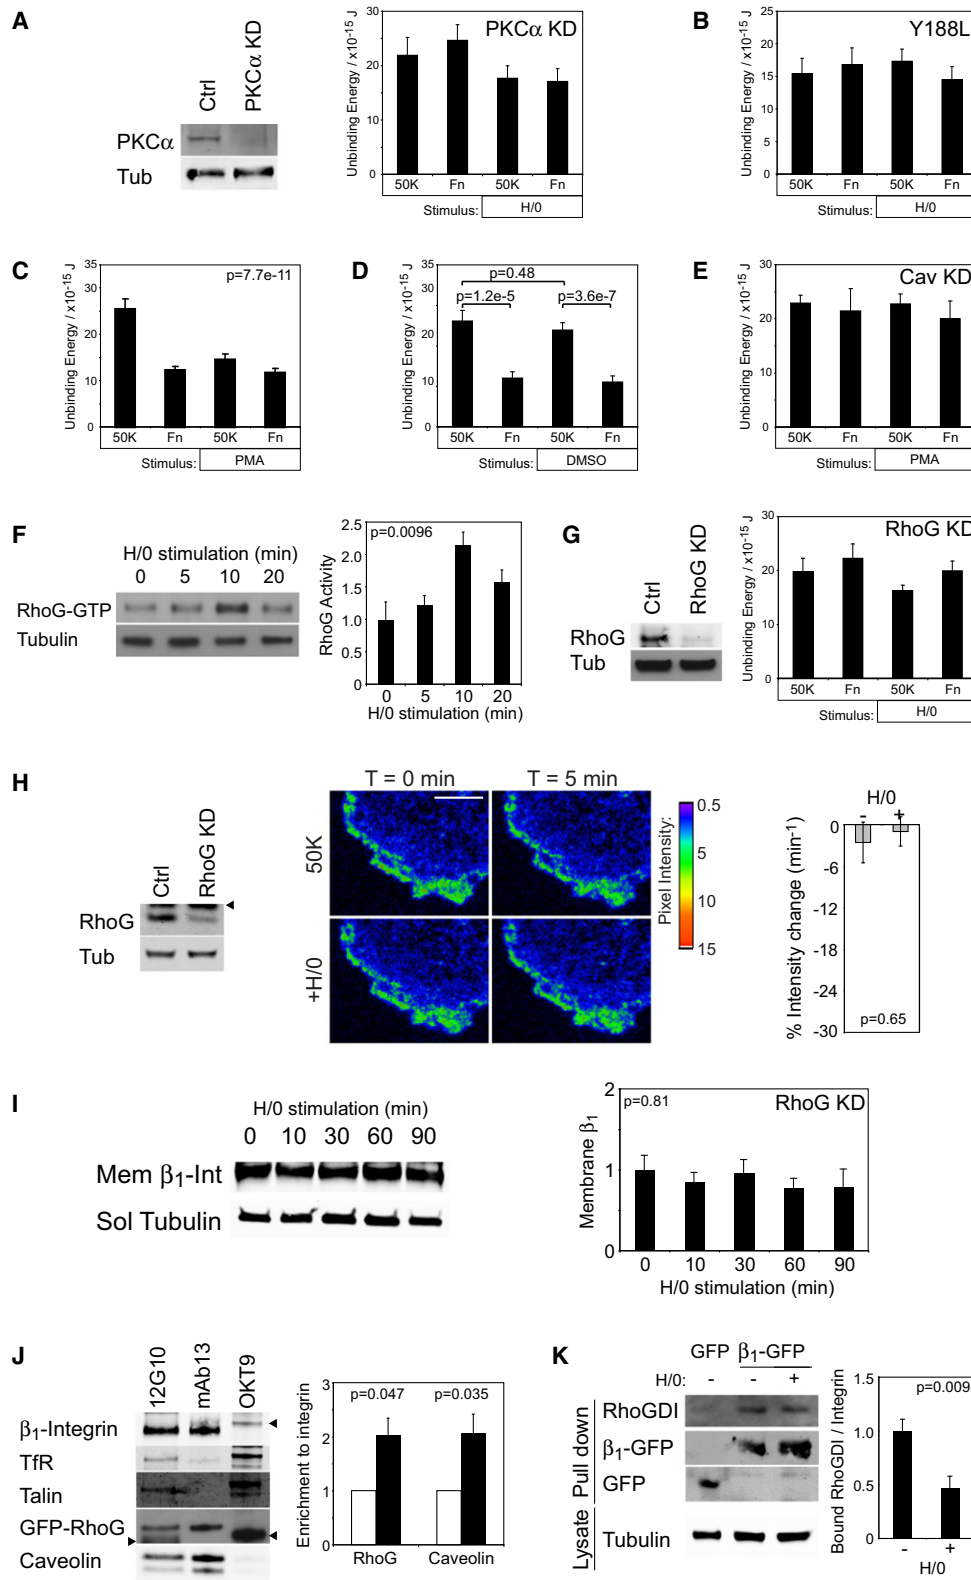 A
Ctrl
PKCα KD
PKCα
Tub
Unbinding Energy / x10-15 J
30
20
10
0
PKCα KD
50K Fn 50K Fn
Stimulus: H/0
B
Unbinding Energy / x10-15 J
25
20
15
10
5
0
Y188L
50K Fn 50K Fn
Stimulus: H/0
C
Unbinding Energy / x10-15 J
35
30
20
10
0
p=7.7e-11
50K Fn 50K Fn
Stimulus: PMA
D
Unbinding Energy / x10-15 J
35
30
20
10
0
p=0.48
p=1.2e-5
p=3.6e-7
50K Fn 50K Fn
Stimulus: DMSO
E
Unbinding Energy / x10-15 J
30
20
10
0
Cav KD
50K Fn 50K Fn
Stimulus: PMA
F
H/0 stimulation (min)
0 5 10 20
RhoG-GTP
Tubulin
RhoG Activity
2.5
2.0
1.5
1.0
0.5
0.0
p=0.0096
0 5 10 20
H/0 stimulation (min)
G
Ctrl
RhoG KD
RhoG
Tub
Unbinding Energy / x10-15 J
30
20
10
0
RhoG KD
50K Fn 50K Fn
Stimulus: H/0
H
Ctrl
RhoG KD
RhoG
Tub
T = 0 min
T = 5 min
50K
+H/0
Pixel Intensity:
0.5
5
10
15
H/0
- +
% Intensity change (min-1)
0
-6
-12
-18
-24
-30
p=0.65
I
H/0 stimulation (min)
0 10 30 60 90
Mem β1-Int
Sol Tubulin
Membrane β1
2
1
0
p=0.81
RhoG KD
0 10 30 60 90
H/0 stimulation (min)
J
12G10
mAb13
OKT9
β1-Integrin
TfR
Talin
GFP-RhoG
Caveolin
Enrichment to integrin
3
2
1
0
p=0.047
p=0.035
RhoG Caveolin
K
GFP β1-GFP
H/0: - - +
Pull down
RhoGDI
β1-GFP
GFP
Lysate
Tubulin
Bound RhoGDI / Integrin
1.5
1.0
0.5
0.0
p=0.009
- +
H/0